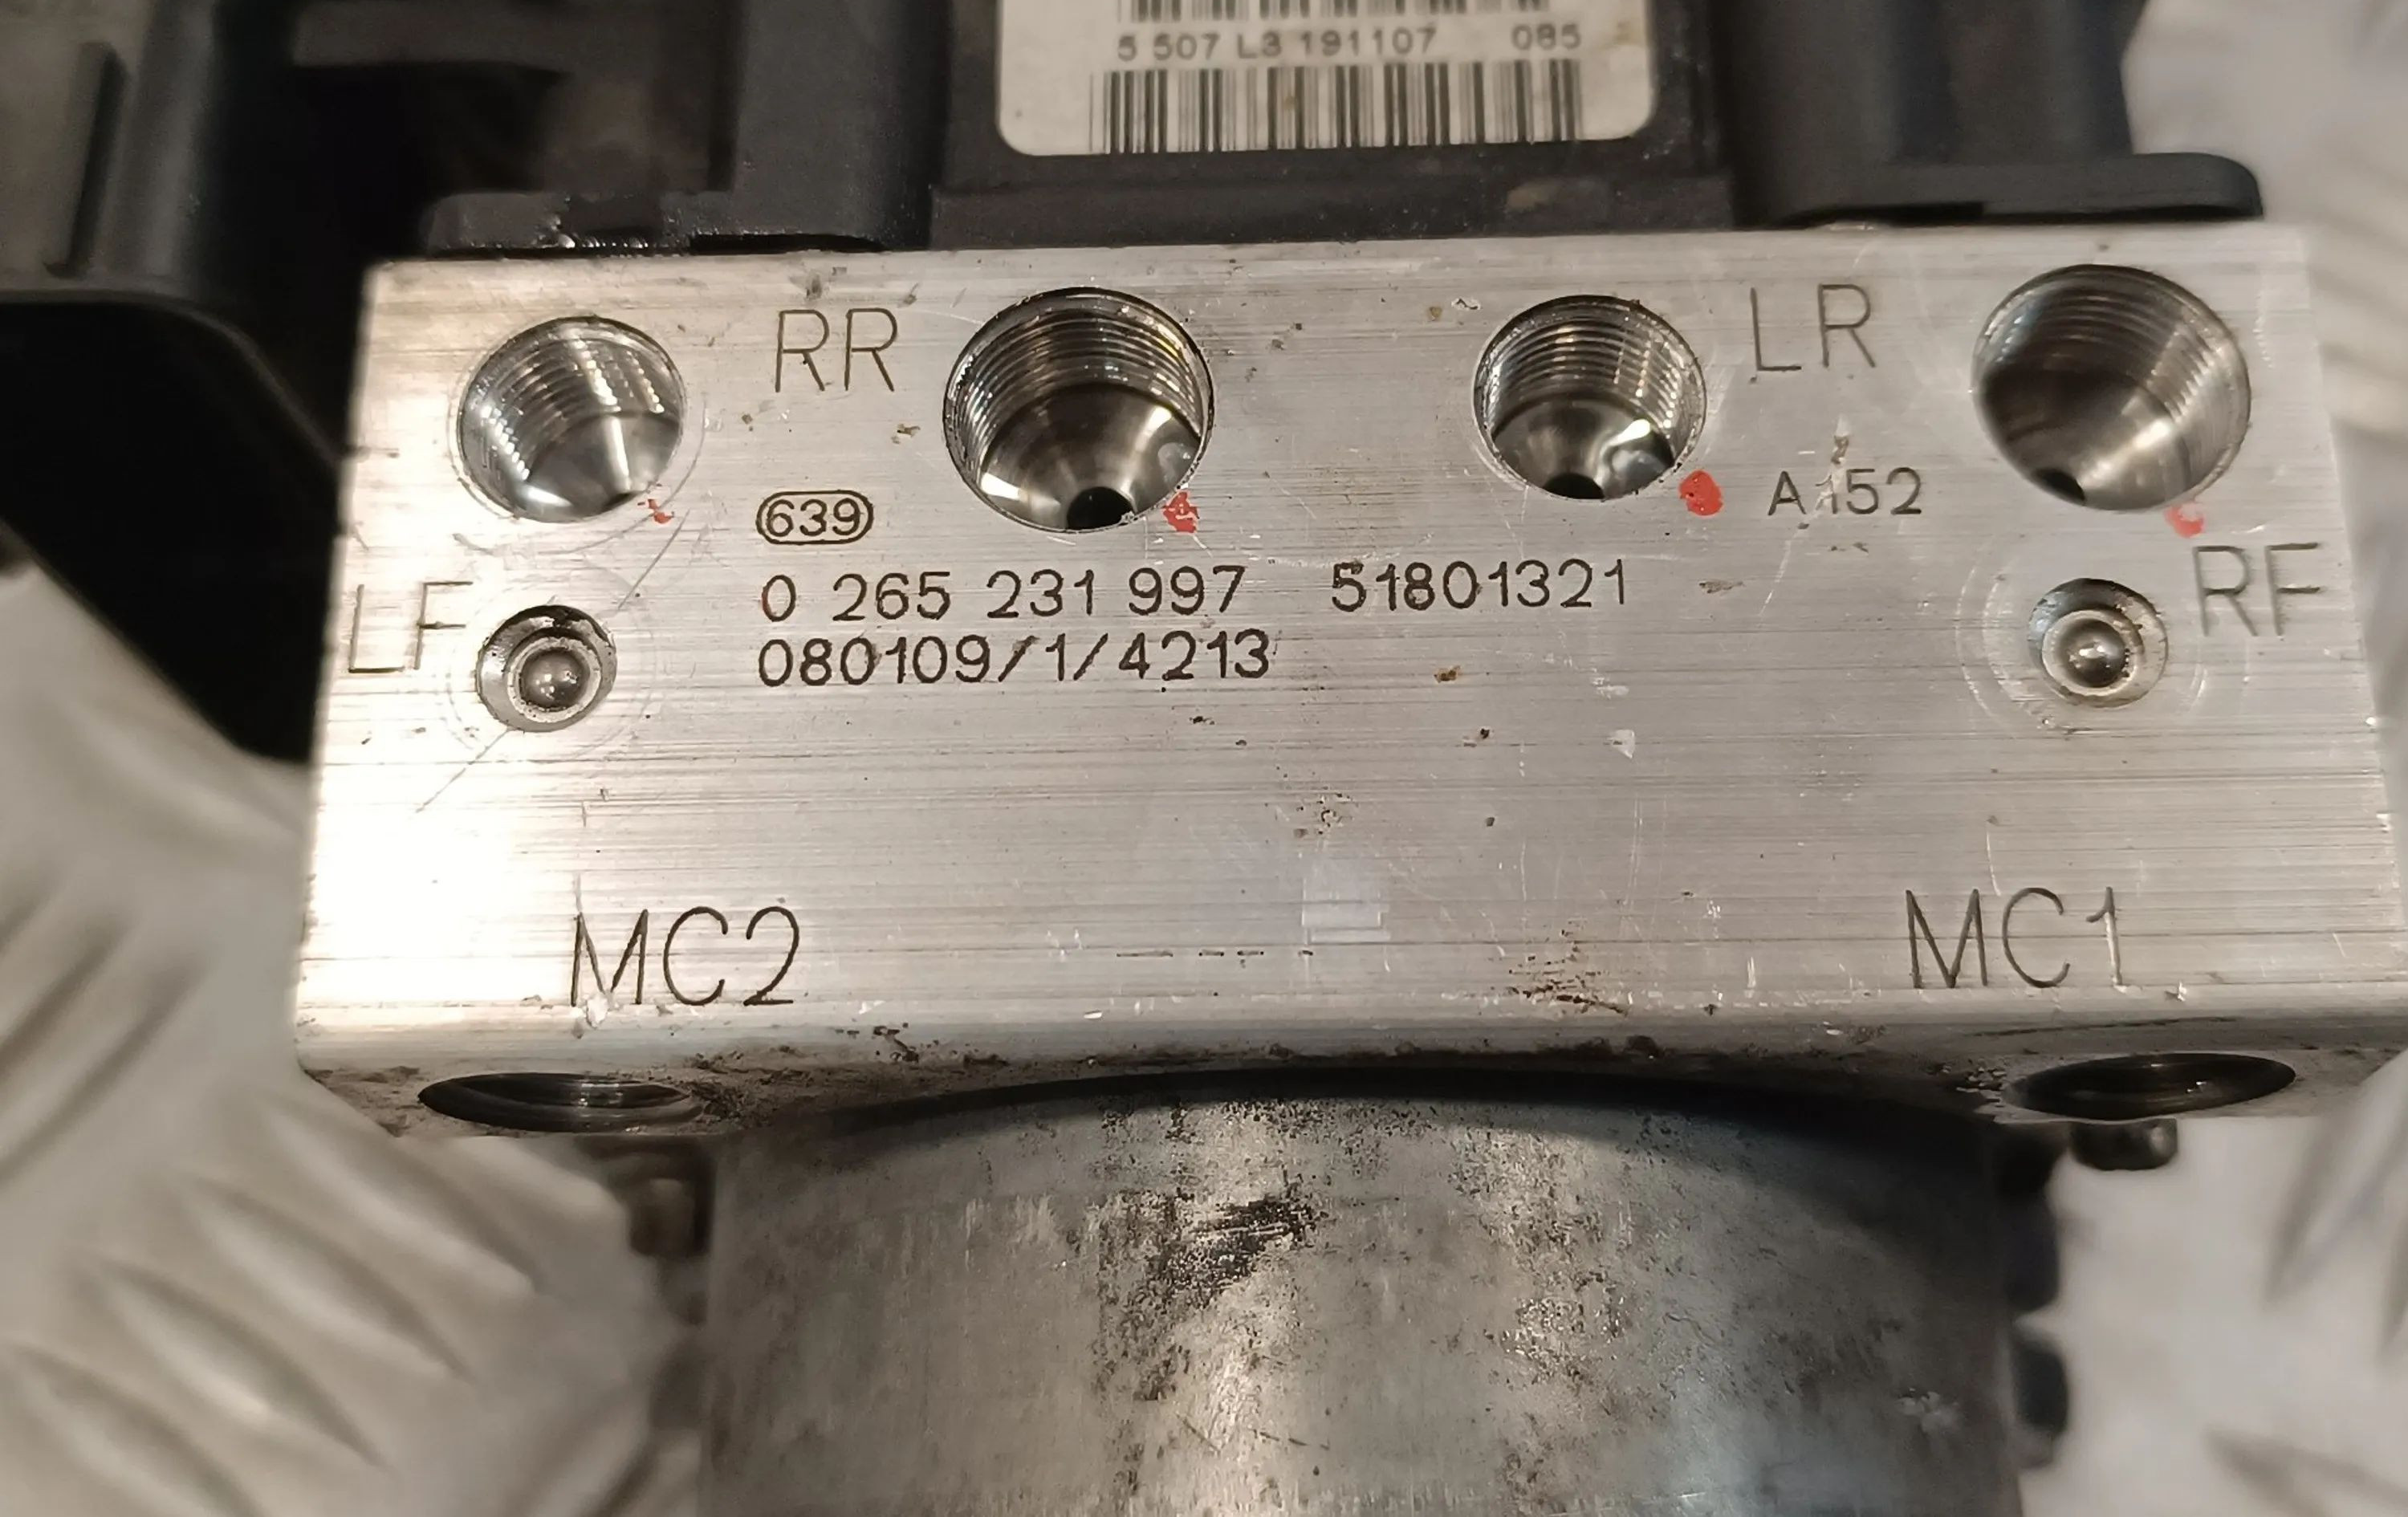 5 507 L3 191107 085
RR
LR
639
A152
LF
0 265 231 997 51801321
RF
080109/1/4213
MC2
MC1